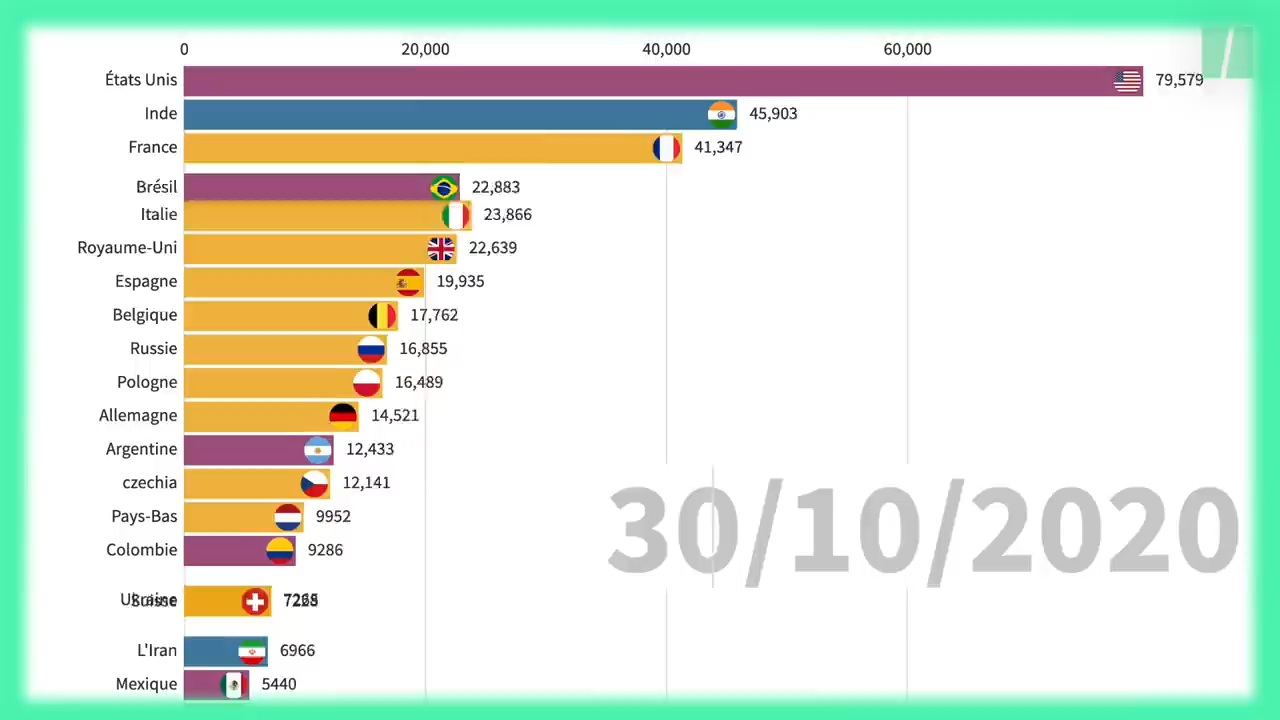 0 20,000 40,000 60,000
États Unis 79,579
Inde 45,903
France 41,347
Brésil 22,883
Italie 23,866
Royaume-Uni 22,639
Espagne 19,935
Belgique 17,762
Russie 16,855
Pologne 16,489
Allemagne 14,521
Argentine 12,433
czechia 12,141
Pays-Bas 9952
Colombie 9286
L'Iran 6966
Mexique 5440
30/10/2020